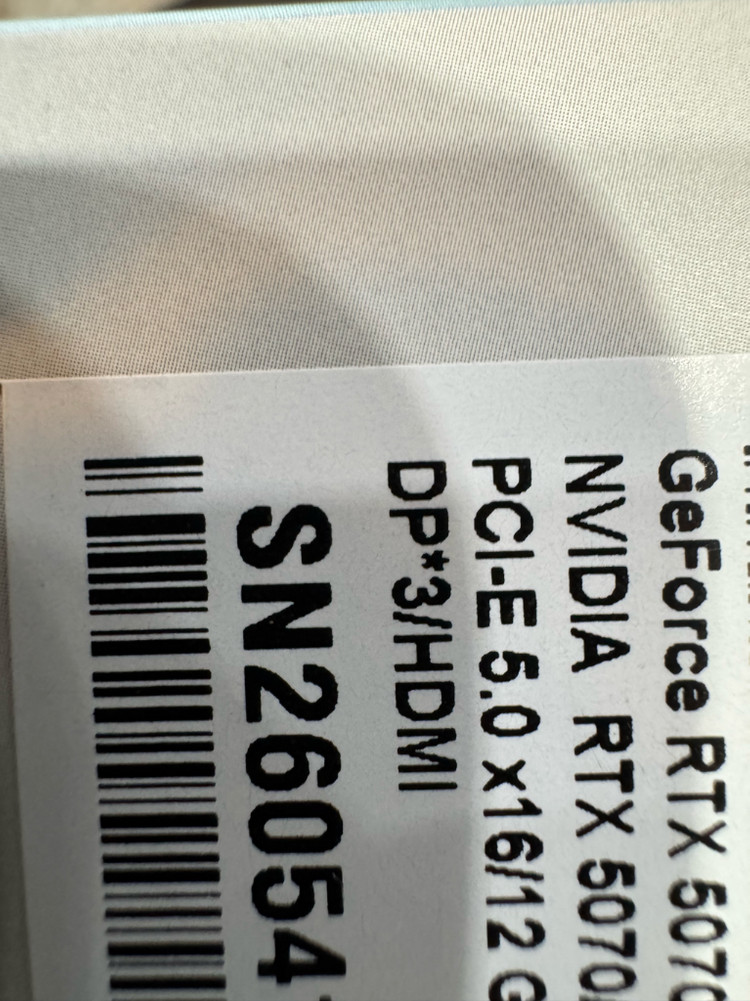 GeForce RTX 5070
NVIDIA RTX 5070
PCI-E 5.0 x16/12 G
DP*3/HDMI
SN26054